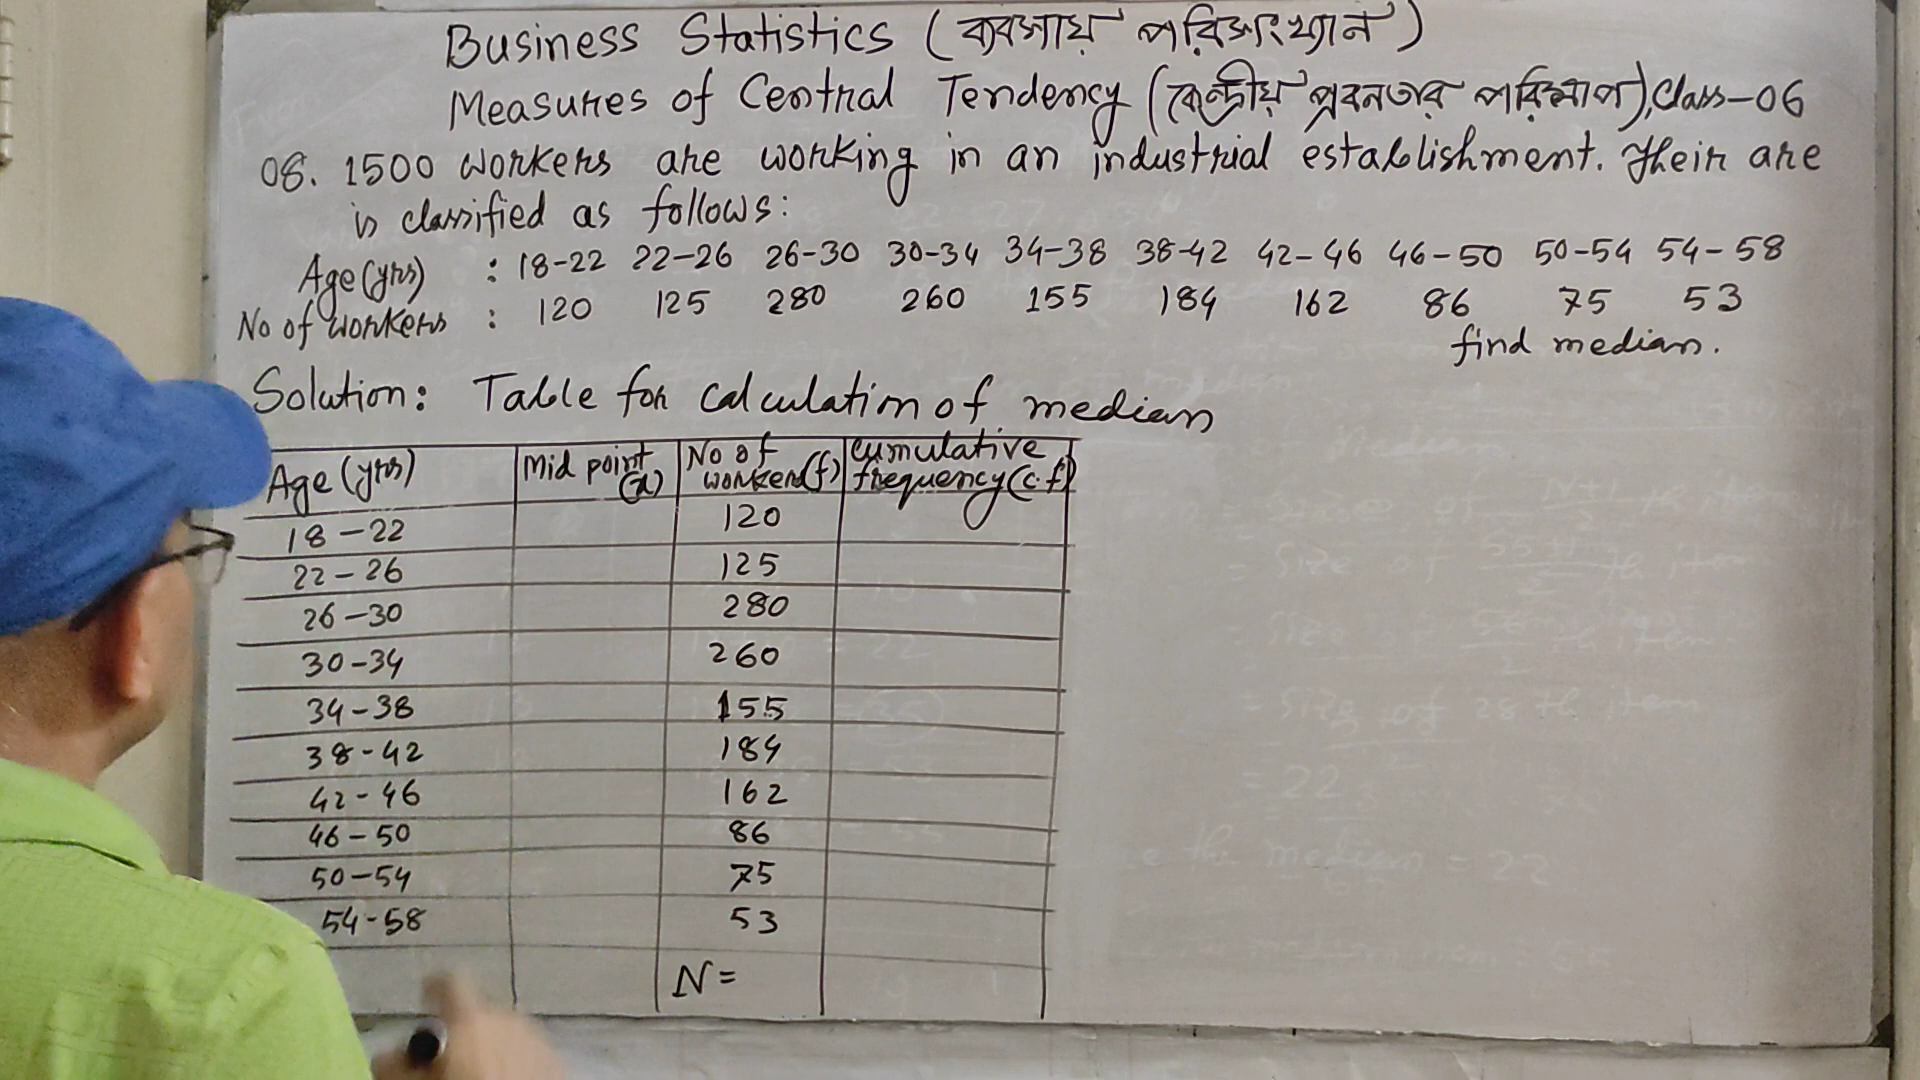 Business Statistics (ব্যবসায় পরিসংখ্যান)
Measures of Central Tendency (কেন্দ্রীয় প্রবনতার পরিমাপ), Class-06
08. 1500 workers are working in an industrial establishment. Their are
is classified as follows:
Age (yrs) : 18-22 22-26 26-30 30-34 34-38 38-42 42-46 46-50 50-54 54-58
No of workers : 120 125 280 260 155 184 162 86 75 53
find median.
Solution: Table for calculation of median
Age (yrs) Mid point (x) No of workers (f) cumulative frequency (c.f)
18-22 120
22-26 125
26-30 280
30-34 260
34-38 155
38-42 184
42-46 162
46-50 86
50-54 75
54-58 53
N =